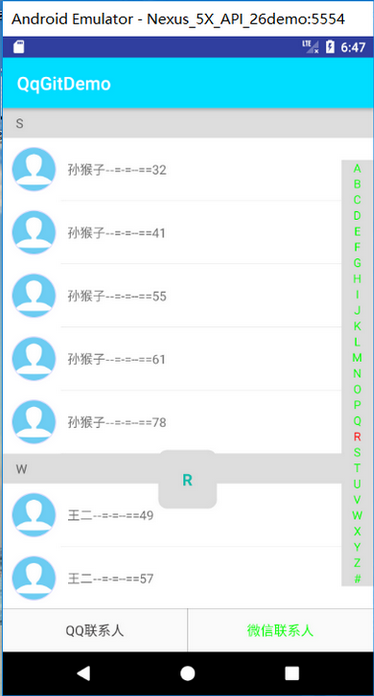 Android Emulator - Nexus_5X_API_26demo:5554
LTE 6:47
QqGitDemo
S
孙猴子--=-=--==32
孙猴子--=-=--==41
孙猴子--=-=--==55
孙猴子--=-=--==61
孙猴子--=-=--==78
W
R
王二--=-=--==49
王二--=-=--==57
A
B
C
D
E
F
G
H
I
J
K
L
M
N
O
P
Q
R
S
T
U
V
W
X
Y
Z
#
QQ联系人
微信联系人